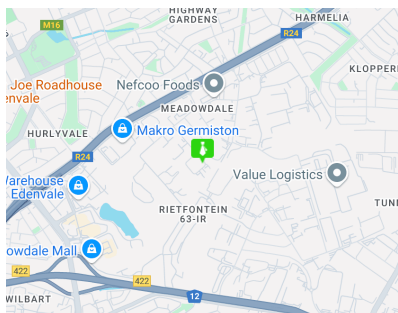 HIGHWAY
GARDENS
HARMELIA
M16
R24
KLOPPER
Joe Roadhouse
envale
Nefcoo Foods
MEADOWDALE
HURLYVALE
Makro Germiston
R24
Warehouse
Edenvale
Value Logistics
RIETFONTEIN
63-IR
TUN
owdale Mall
422
422
12
WILBART